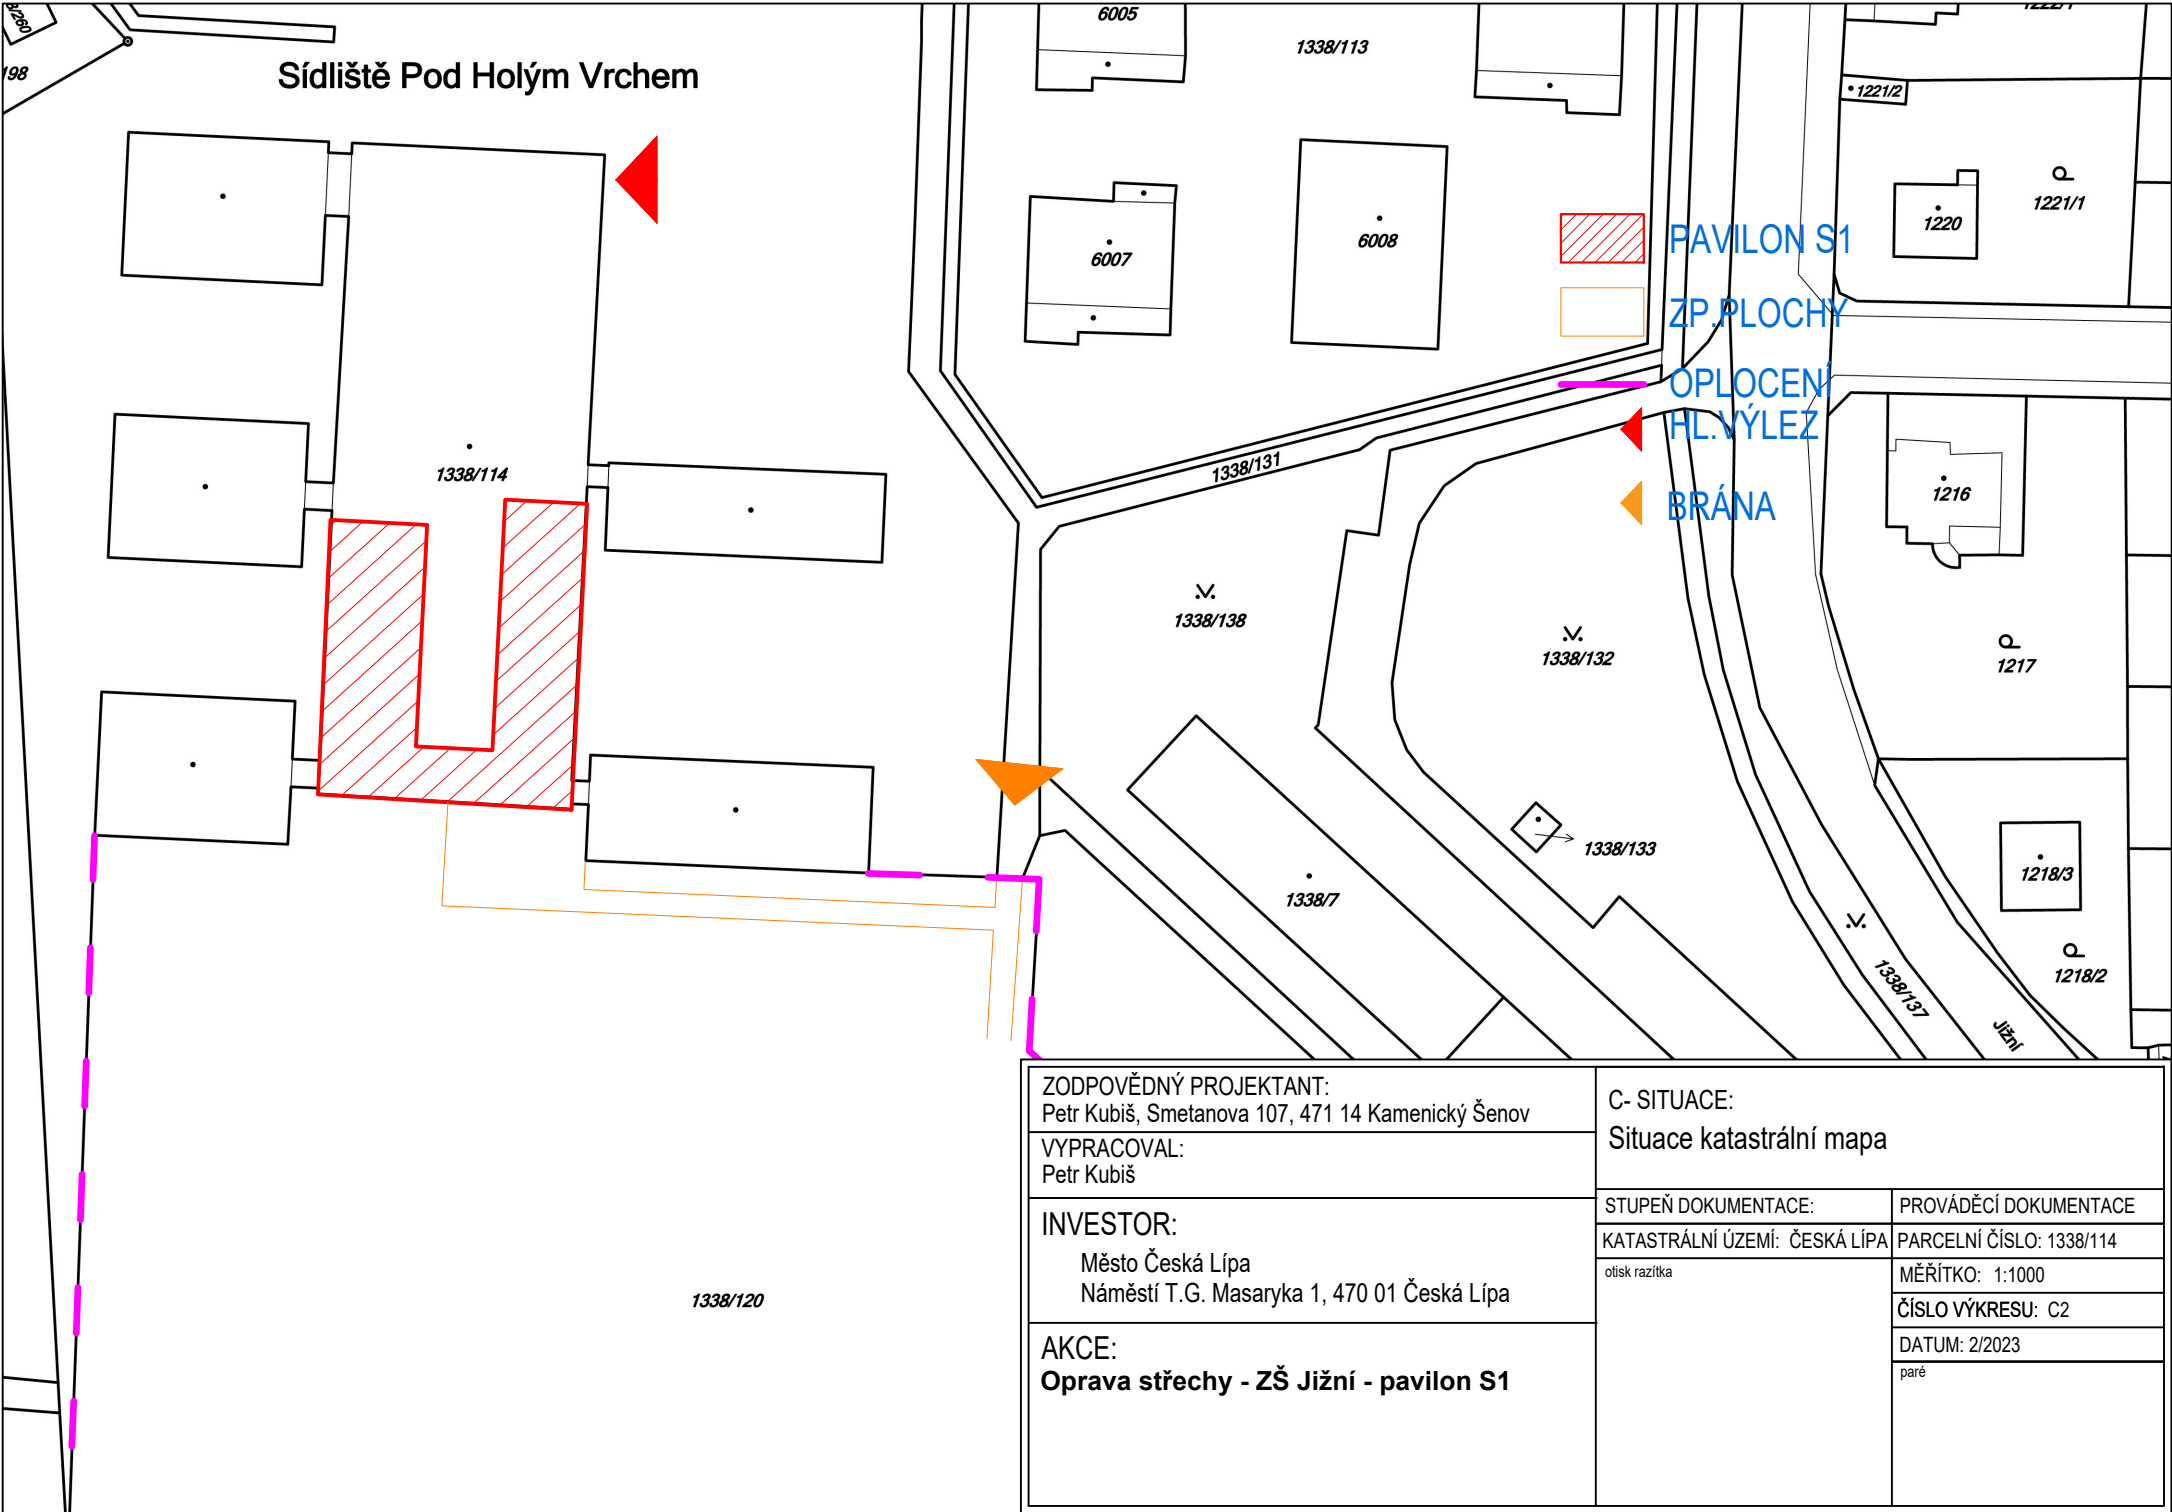 6005
1338/113
198
Sídliště Pod Holým Vrchem
1221/2
1221/1
1220
6007
6008
PAVILON S1
ZP.PLOCHY
OPLOCENÍ
HL.VÝLEZ
BRÁNA
1338/114
1338/131
1216
1338/138
1338/132
1217
1338/133
1338/7
1218/3
1218/2
1338/137
Jižní
1338/120
ZODPOVĚDNÝ PROJEKTANT:
Petr Kubiš, Smetanova 107, 471 14 Kamenický Šenov
VYPRACOVAL:
Petr Kubiš
INVESTOR:
Město Česká Lípa
Náměstí T.G. Masaryka 1, 470 01 Česká Lípa
AKCE:
Oprava střechy - ZŠ Jižní - pavilon S1
C- SITUACE:
Situace katastrální mapa
STUPEŇ DOKUMENTACE:
PROVÁDĚCÍ DOKUMENTACE
KATASTRÁLNÍ ÚZEMÍ: ČESKÁ LÍPA
PARCELNÍ ČÍSLO: 1338/114
otisk razítka
MĚŘÍTKO: 1:1000
ČÍSLO VÝKRESU: C2
DATUM: 2/2023
paré